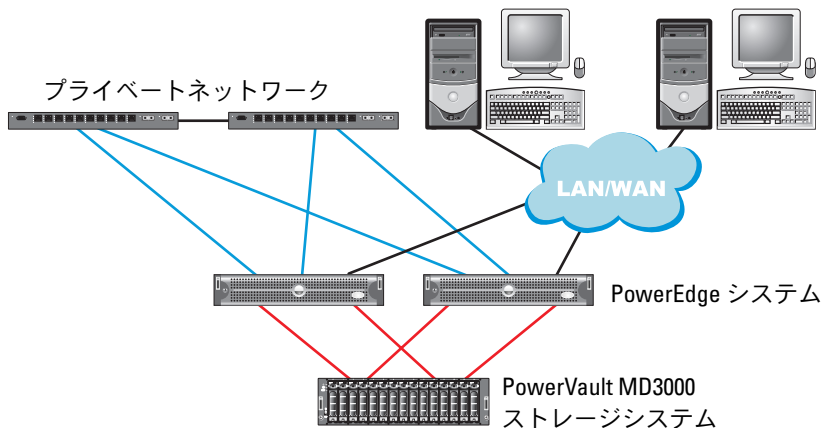 プライベートネットワーク
LAN/WAN
PowerEdge システム
PowerVault MD3000
ストレージシステム